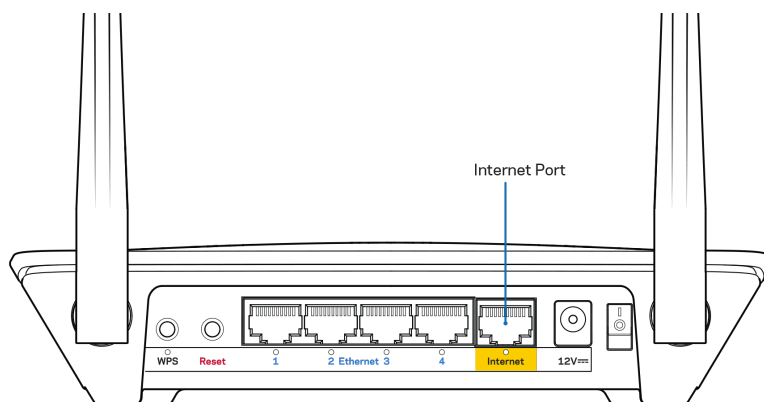 Internet Port
WPS Reset 1 2 Ethernet 3 4 Internet 12V⎓